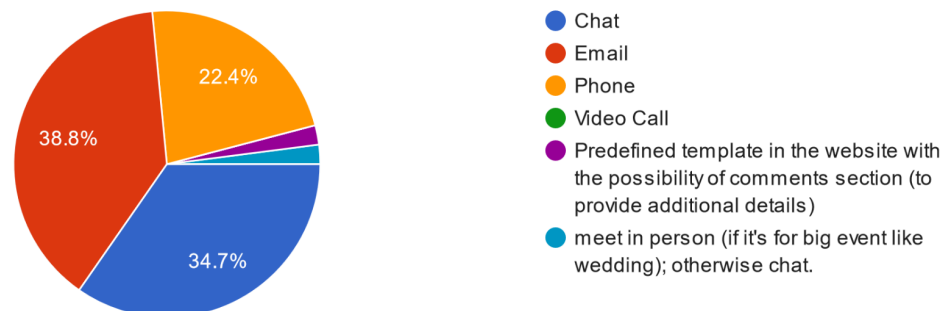 22.4%
38.8%
34.7%
Chat
Email
Phone
Video Call
Predefined template in the website with
the possibility of comments section (to
provide additional details)
meet in person (if it's for big event like
wedding); otherwise chat.